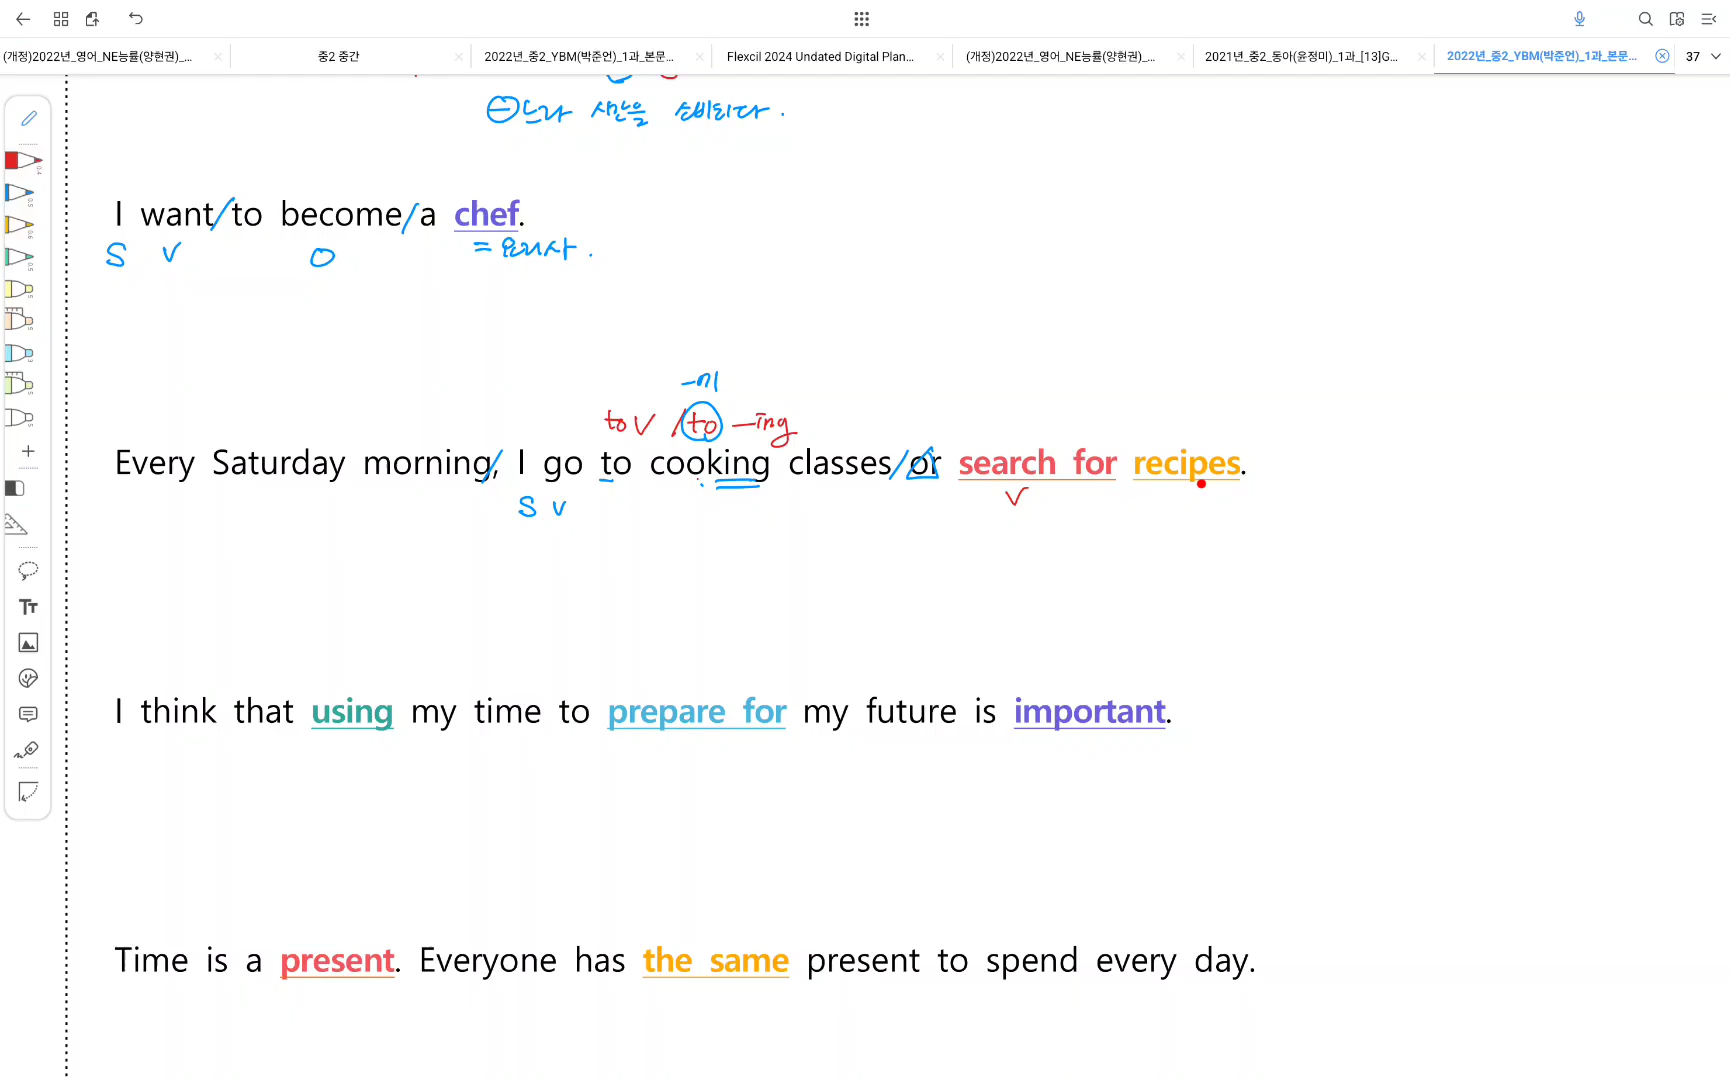 (개정)2022년_영어_NE능률(양현권)_...
중2 중간
2022년_중2_YBM(박준언)_1과_본문...
Flexcil 2024 Undated Digital Plan...
(개정)2022년_영어_NE능률(양현권)_...
2021년_중2_동아(윤정미)_1과_[13]G...
2022년_중2_YBM(박준언)_1과_본문...
37
시간을 소비하다.
I want/to become/a chef.
S V O = 요리사.
-에
to V /to -ing
Every Saturday morning/, I go to cooking classes/or search for recipes.
S V V
I think that using my time to prepare for my future is important.
Time is a present. Everyone has the same present to spend every day.